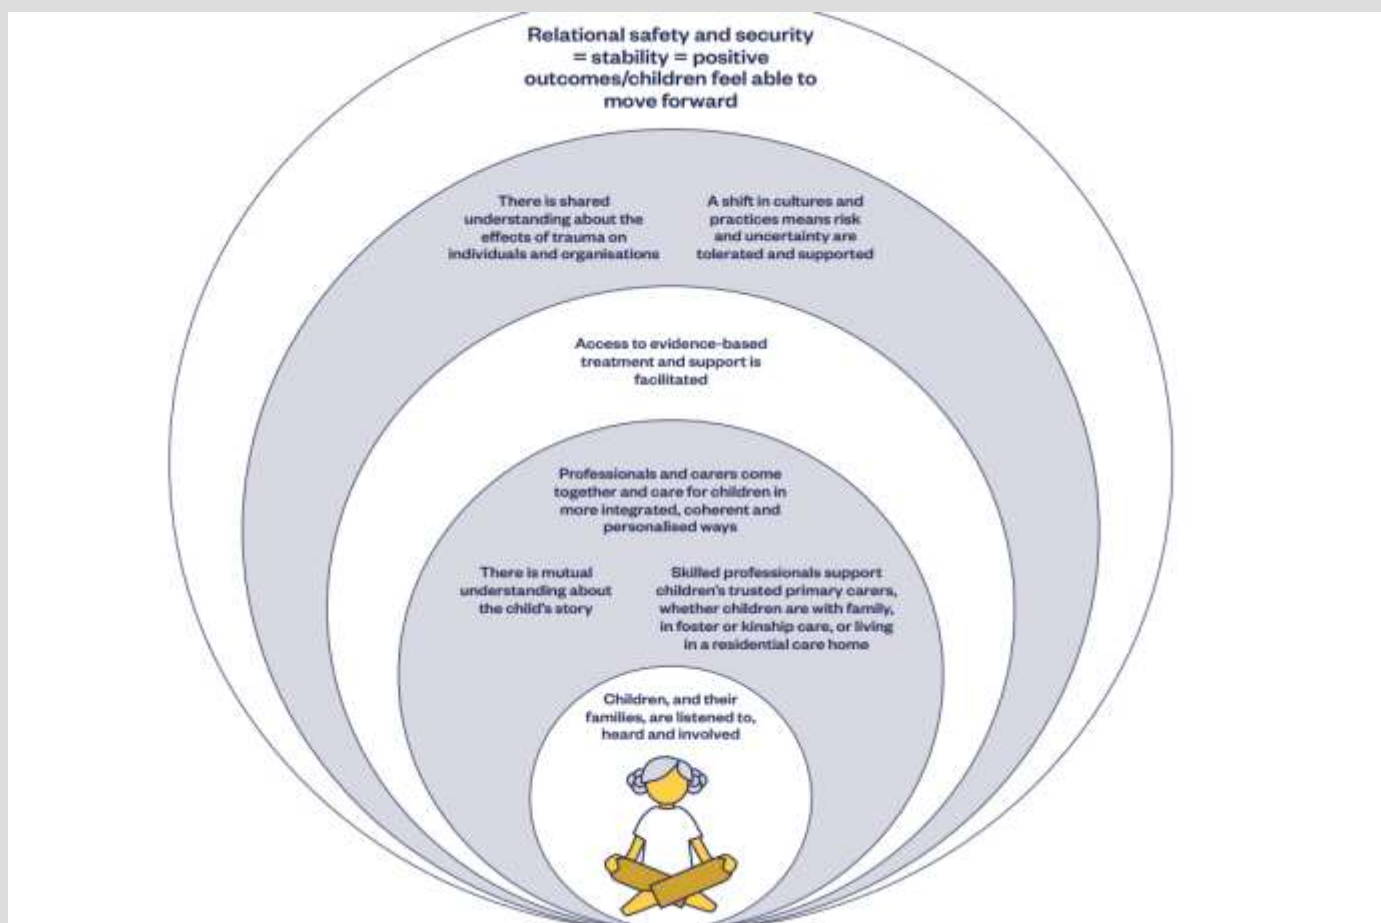 Relational safety and security
= stability = positive
outcomes/children feel able to
move forward
There is shared
understanding about the
effects of trauma on
individuals and organisations
A shift in cultures and
practices means risk
and uncertainty are
tolerated and supported
Access to evidence-based
treatment and support is
facilitated
Professionals and carers come
together and care for children in
more integrated, coherent and
personalised ways
There is mutual
understanding about
the child's story
Skilled professionals support
children's trusted primary carers,
whether children are with family,
in foster or kinship care, or living
in a residential care home
Children, and their
families, are listened to,
heard and involved